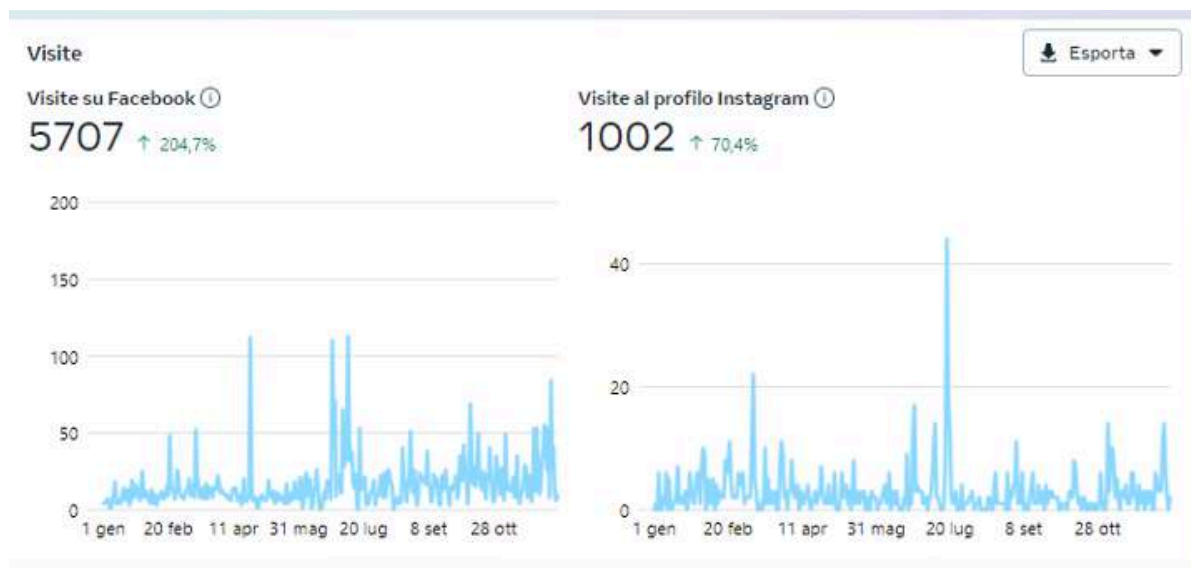 Visite
Esporta
Visite su Facebook
5707 ↑ 204,7%
200
150
100
50
0
1 gen 20 feb 11 apr 31 mag 20 lug 8 set 28 ott
Visite al profilo Instagram
1002 ↑ 70,4%
40
20
0
1 gen 20 feb 11 apr 31 mag 20 lug 8 set 28 ott